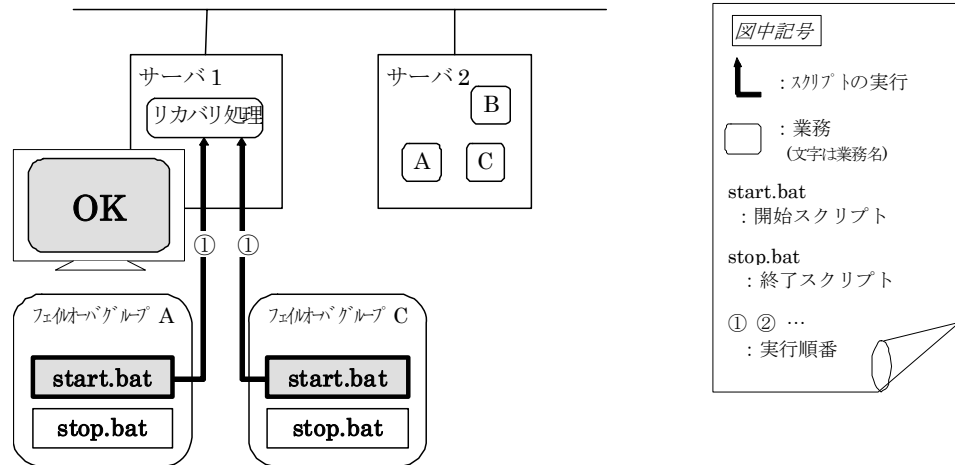 サーバ 1
リカバリ処理
サーバ 2
B
A
C
OK
①
①
フェイルオーバグループ A
start.bat
stop.bat
フェイルオーバグループ C
start.bat
stop.bat
図中記号
：スクリプトの実行
：業務
(文字は業務名)
start.bat
：開始スクリプト
stop.bat
：終了スクリプト
① ② …
：実行順番